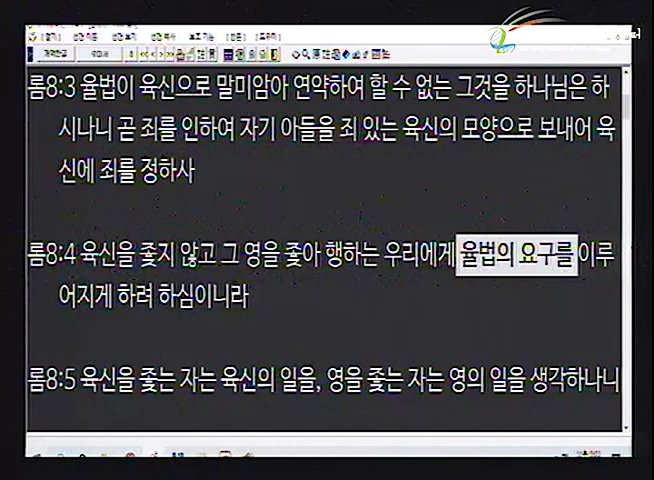 개역한글
롬8:3 율법이 육신으로 말미암아 연약하여 할 수 없는 그것을 하나님은 하
시나니 곧 죄를 인하여 자기 아들을 죄 있는 육신의 모양으로 보내어 육
신에 죄를 정하사
롬8:4 육신을 좇지 않고 그 영을 좇아 행하는 우리에게 율법의 요구를 이루
어지게 하려 하심이니라
롬8:5 육신을 좇는 자는 육신의 일을, 영을 좇는 자는 영의 일을 생각하나니